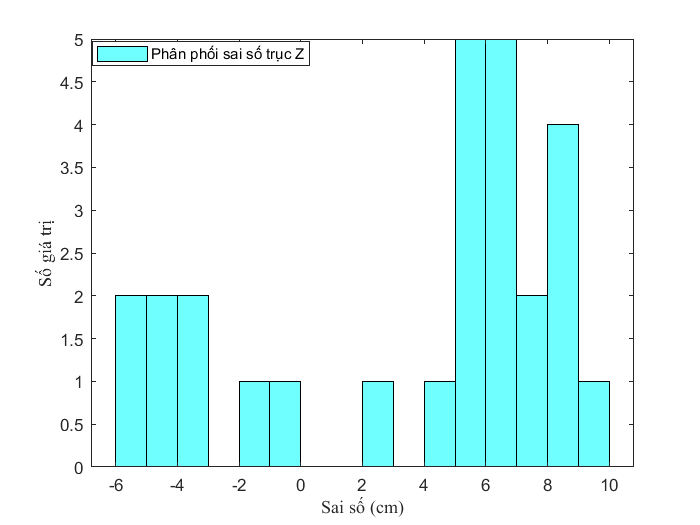 Phân phối sai số trục Z
Số giá trị
5
4.5
4
3.5
3
2.5
2
1.5
1
0.5
0
-6 -4 -2 0 2 4 6 8 10
Sai số (cm)